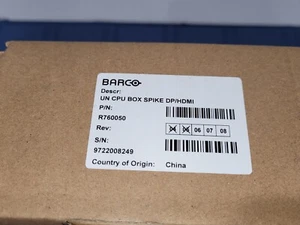 BARCO
Descr:
UN CPU BOX SPIKE DP/HDMI
P/N:
R760050
Rev: 06 07 08
S/N:
9722008249
Country of Origin: China